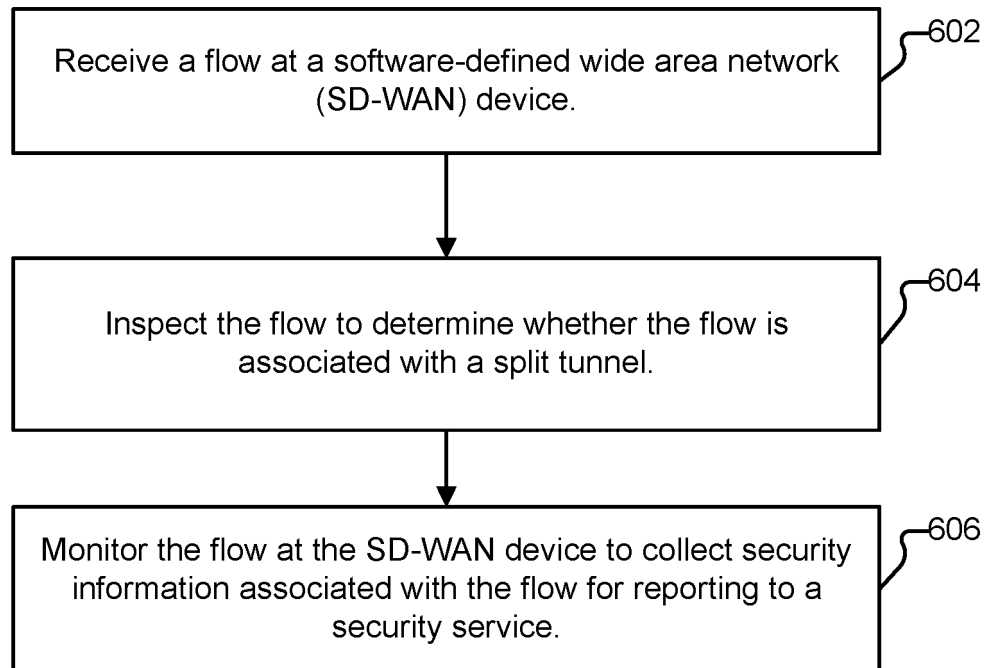 Receive a flow at a software-defined wide area network
(SD-WAN) device.
602
Inspect the flow to determine whether the flow is
associated with a split tunnel.
604
Monitor the flow at the SD-WAN device to collect security
information associated with the flow for reporting to a
security service.
606